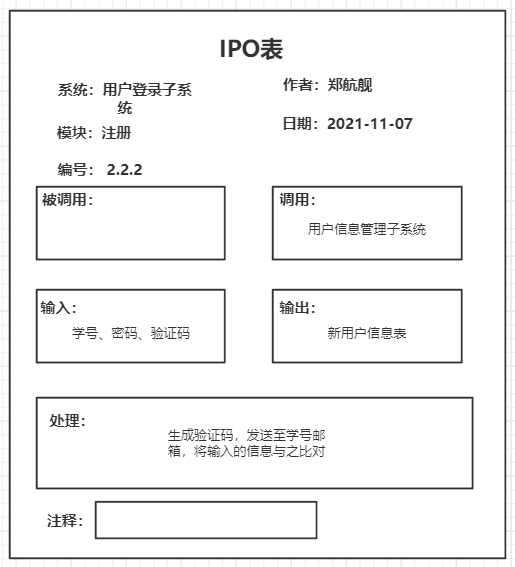 IPO表
系统：用户登录子系
统
作者：郑航舰
模块：注册
日期：2021-11-07
编号： 2.2.2
被调用：
调用：
用户信息管理子系统
输入：
学号、密码、验证码
输出：
新用户信息表
处理：
生成验证码，发送至学号邮
箱，将输入的信息与之比对
注释：